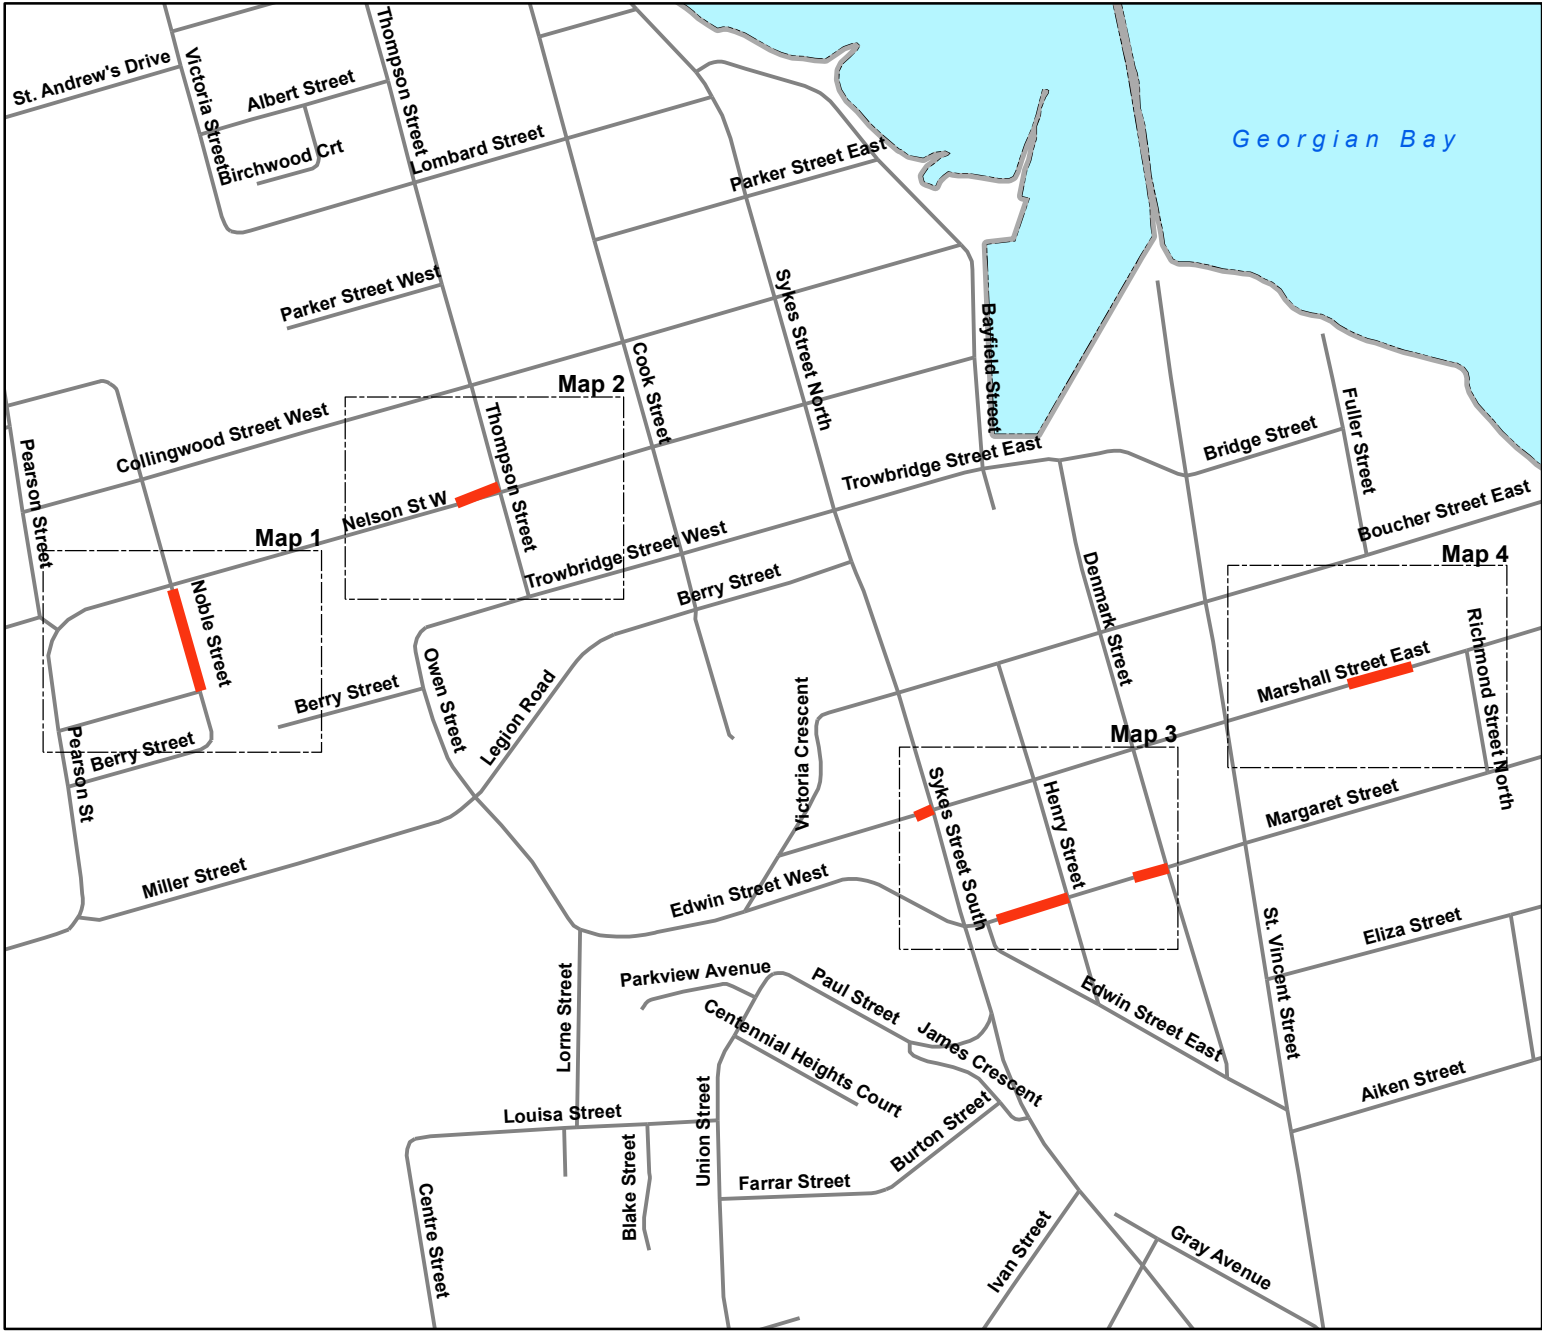 St. Andrew's Drive
Victoria Street
Thompson Street
Albert Street
Birchwood Crt
Lombard Street
Parker Street East
Georgian Bay
Parker Street West
Sykes Street North
Bayfield Street
Cook Street
Map 2
Collingwood Street West
Thompson Street
Pearson Street
Nelson St W
Trowbridge Street East
Bridge Street
Fuller Street
Boucher Street East
Map 1
Trowbridge Street West
Map 4
Noble Street
Berry Street
Denmark Street
Richmond Street North
Marshall Street East
Berry Street
Owen Street
Legion Road
Victoria Crescent
Map 3
Pearson St
Berry Street
Sykes Street South
Henry Street
Margaret Street
Miller Street
Edwin Street West
St. Vincent Street
Eliza Street
Parkview Avenue
Paul Street
Lorne Street
Centennial Heights Court
James Crescent
Edwin Street East
Aiken Street
Louisa Street
Union Street
Burton Street
Blake Street
Farrar Street
Centre Street
Ivan Street
Gray Avenue